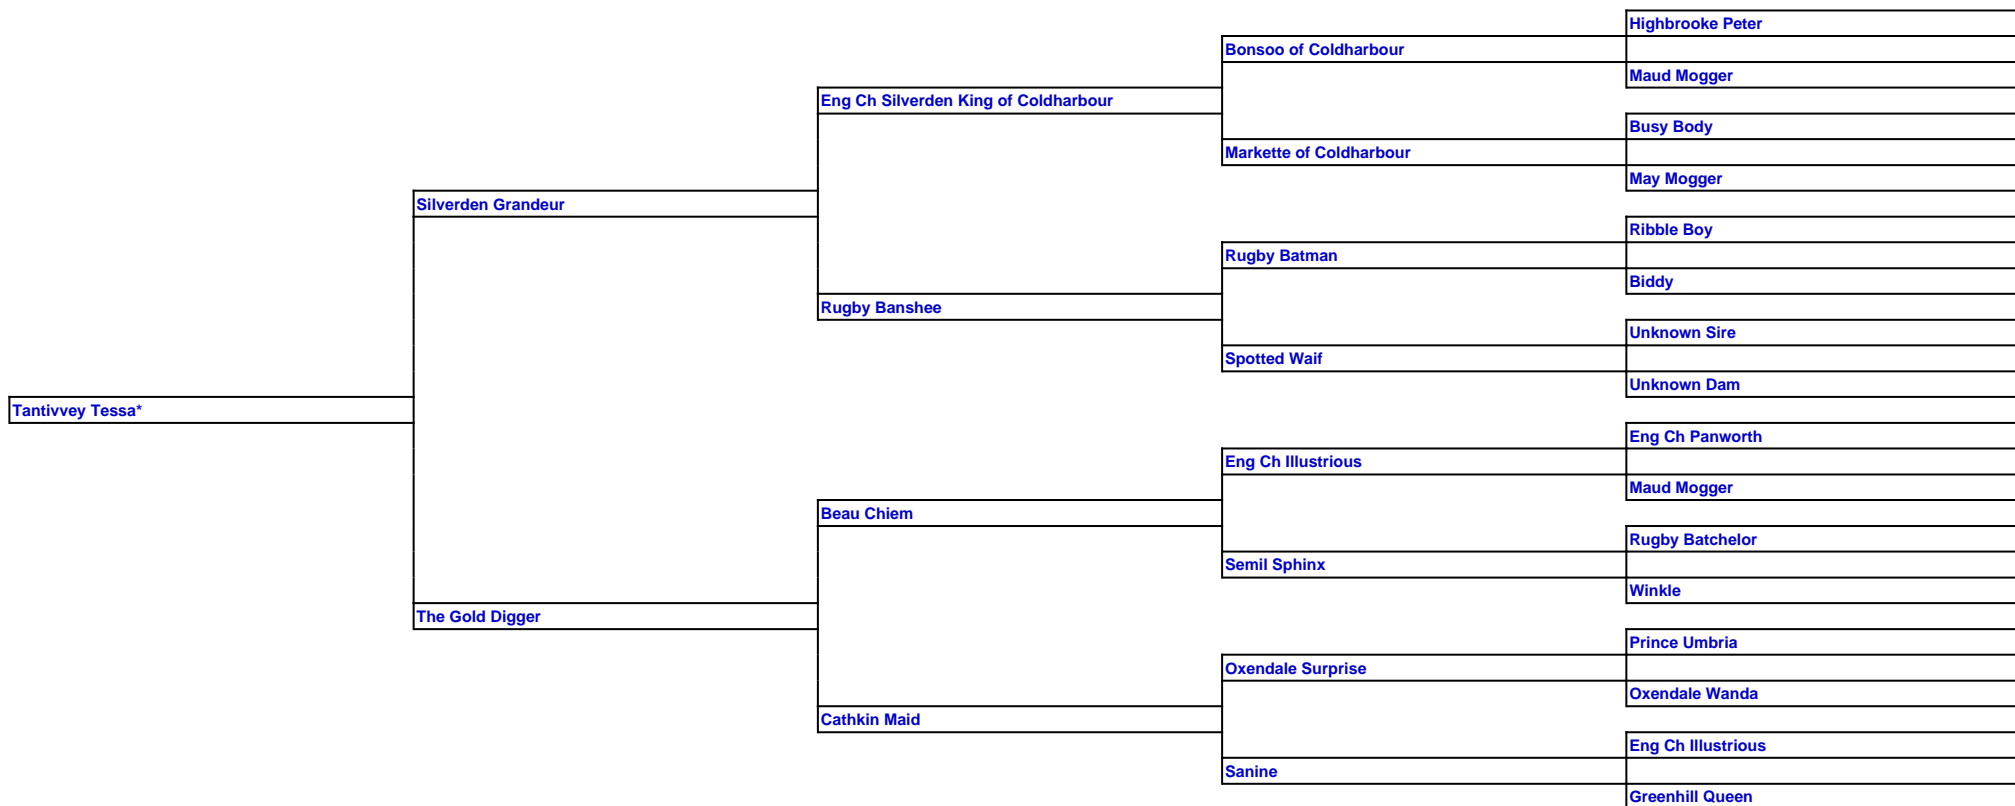 Highbrooke Peter
Bonsoo of Coldharbour
Maud Mogger
Eng Ch Silverden King of Coldharbour
Busy Body
Markette of Coldharbour
May Mogger
Silverden Grandeur
Ribble Boy
Rugby Batman
Biddy
Rugby Banshee
Unknown Sire
Spotted Waif
Unknown Dam
Tantivvey Tessa*
Eng Ch Panworth
Eng Ch Illustrious
Maud Mogger
Beau Chiem
Rugby Batchelor
Semil Sphinx
Winkle
The Gold Digger
Prince Umbria
Oxendale Surprise
Oxendale Wanda
Cathkin Maid
Eng Ch Illustrious
Sanine
Greenhill Queen